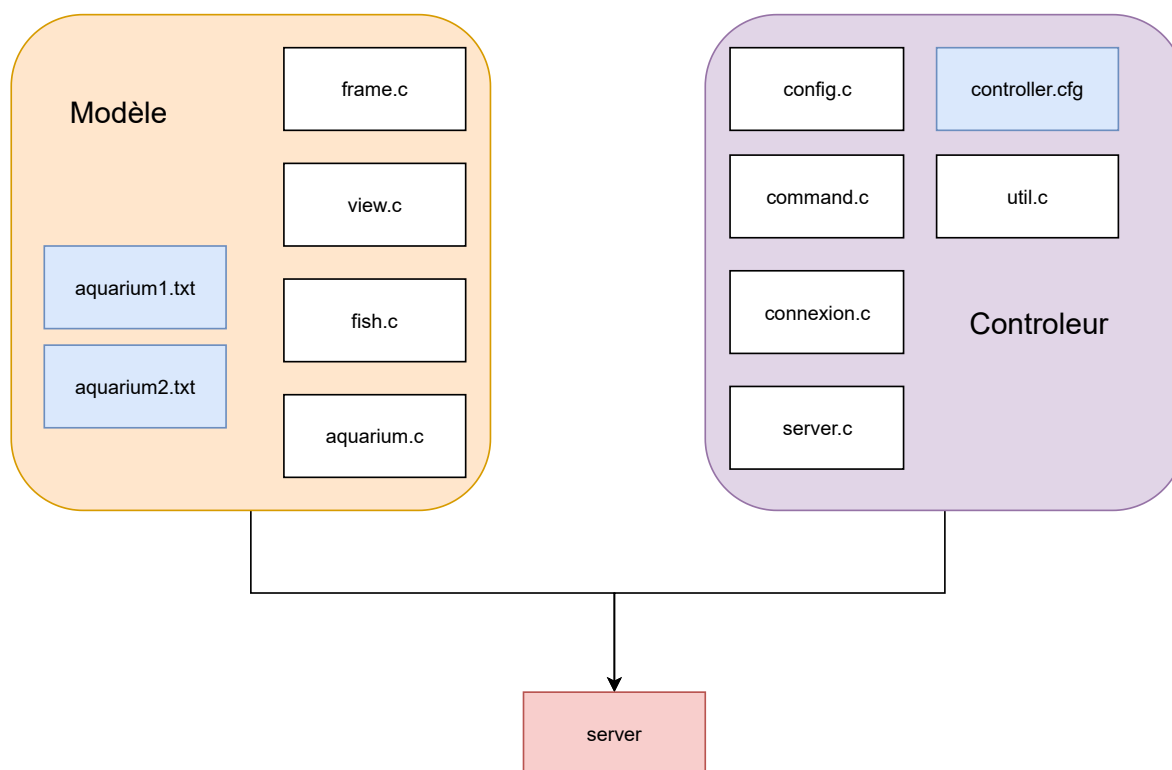 Modèle
frame.c
view.c
aquarium1.txt
fish.c
aquarium2.txt
aquarium.c
config.c
controller.cfg
command.c
util.c
connexion.c
Controleur
server.c
server